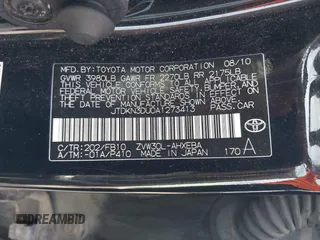 MFD. BY: TOYOTA MOTOR CORPORATION 08/10
GVWR 3980LB GAWR FR 2270LB RR 2175LB
THIS VEHICLE CONFORMS TO ALL APPLICABLE
FEDERAL MOTOR VEHICLE SAFETY, BUMPER, AND
THEFT PREVENTION STANDARDS IN EFFECT ON
THE DATE OF MANUFACTURE SHOWN ABOVE.
JTDKN3DU0A1273413
C/TR: 202/FB10 ZVW30L-AHXEBA
A/TM: -01A/P410 MADE IN JAPAN 170 A
TOYOTA
DREAMBID